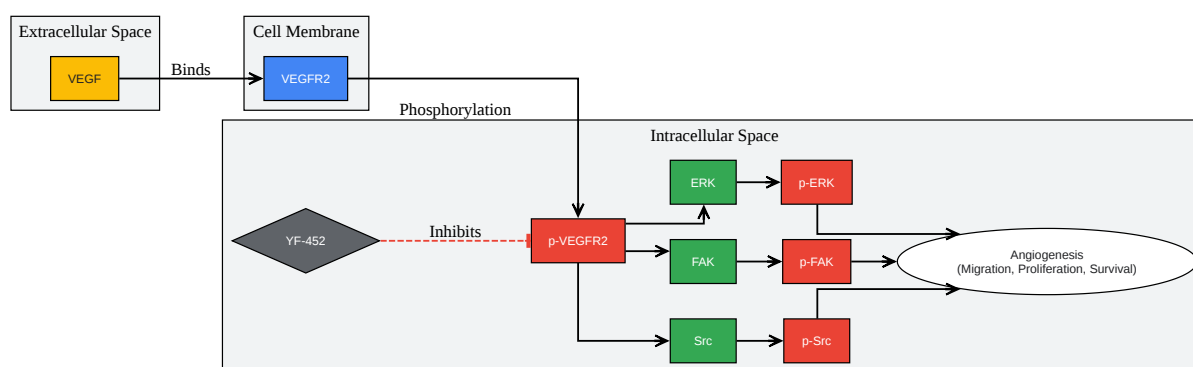 Extracellular Space
Cell Membrane
VEGF
Binds
VEGFR2
Phosphorylation
Intracellular Space
ERK
p-ERK
YF-452
Inhibits
p-VEGFR2
FAK
p-FAK
Angiogenesis
(Migration, Proliferation, Survival)
Src
p-Src